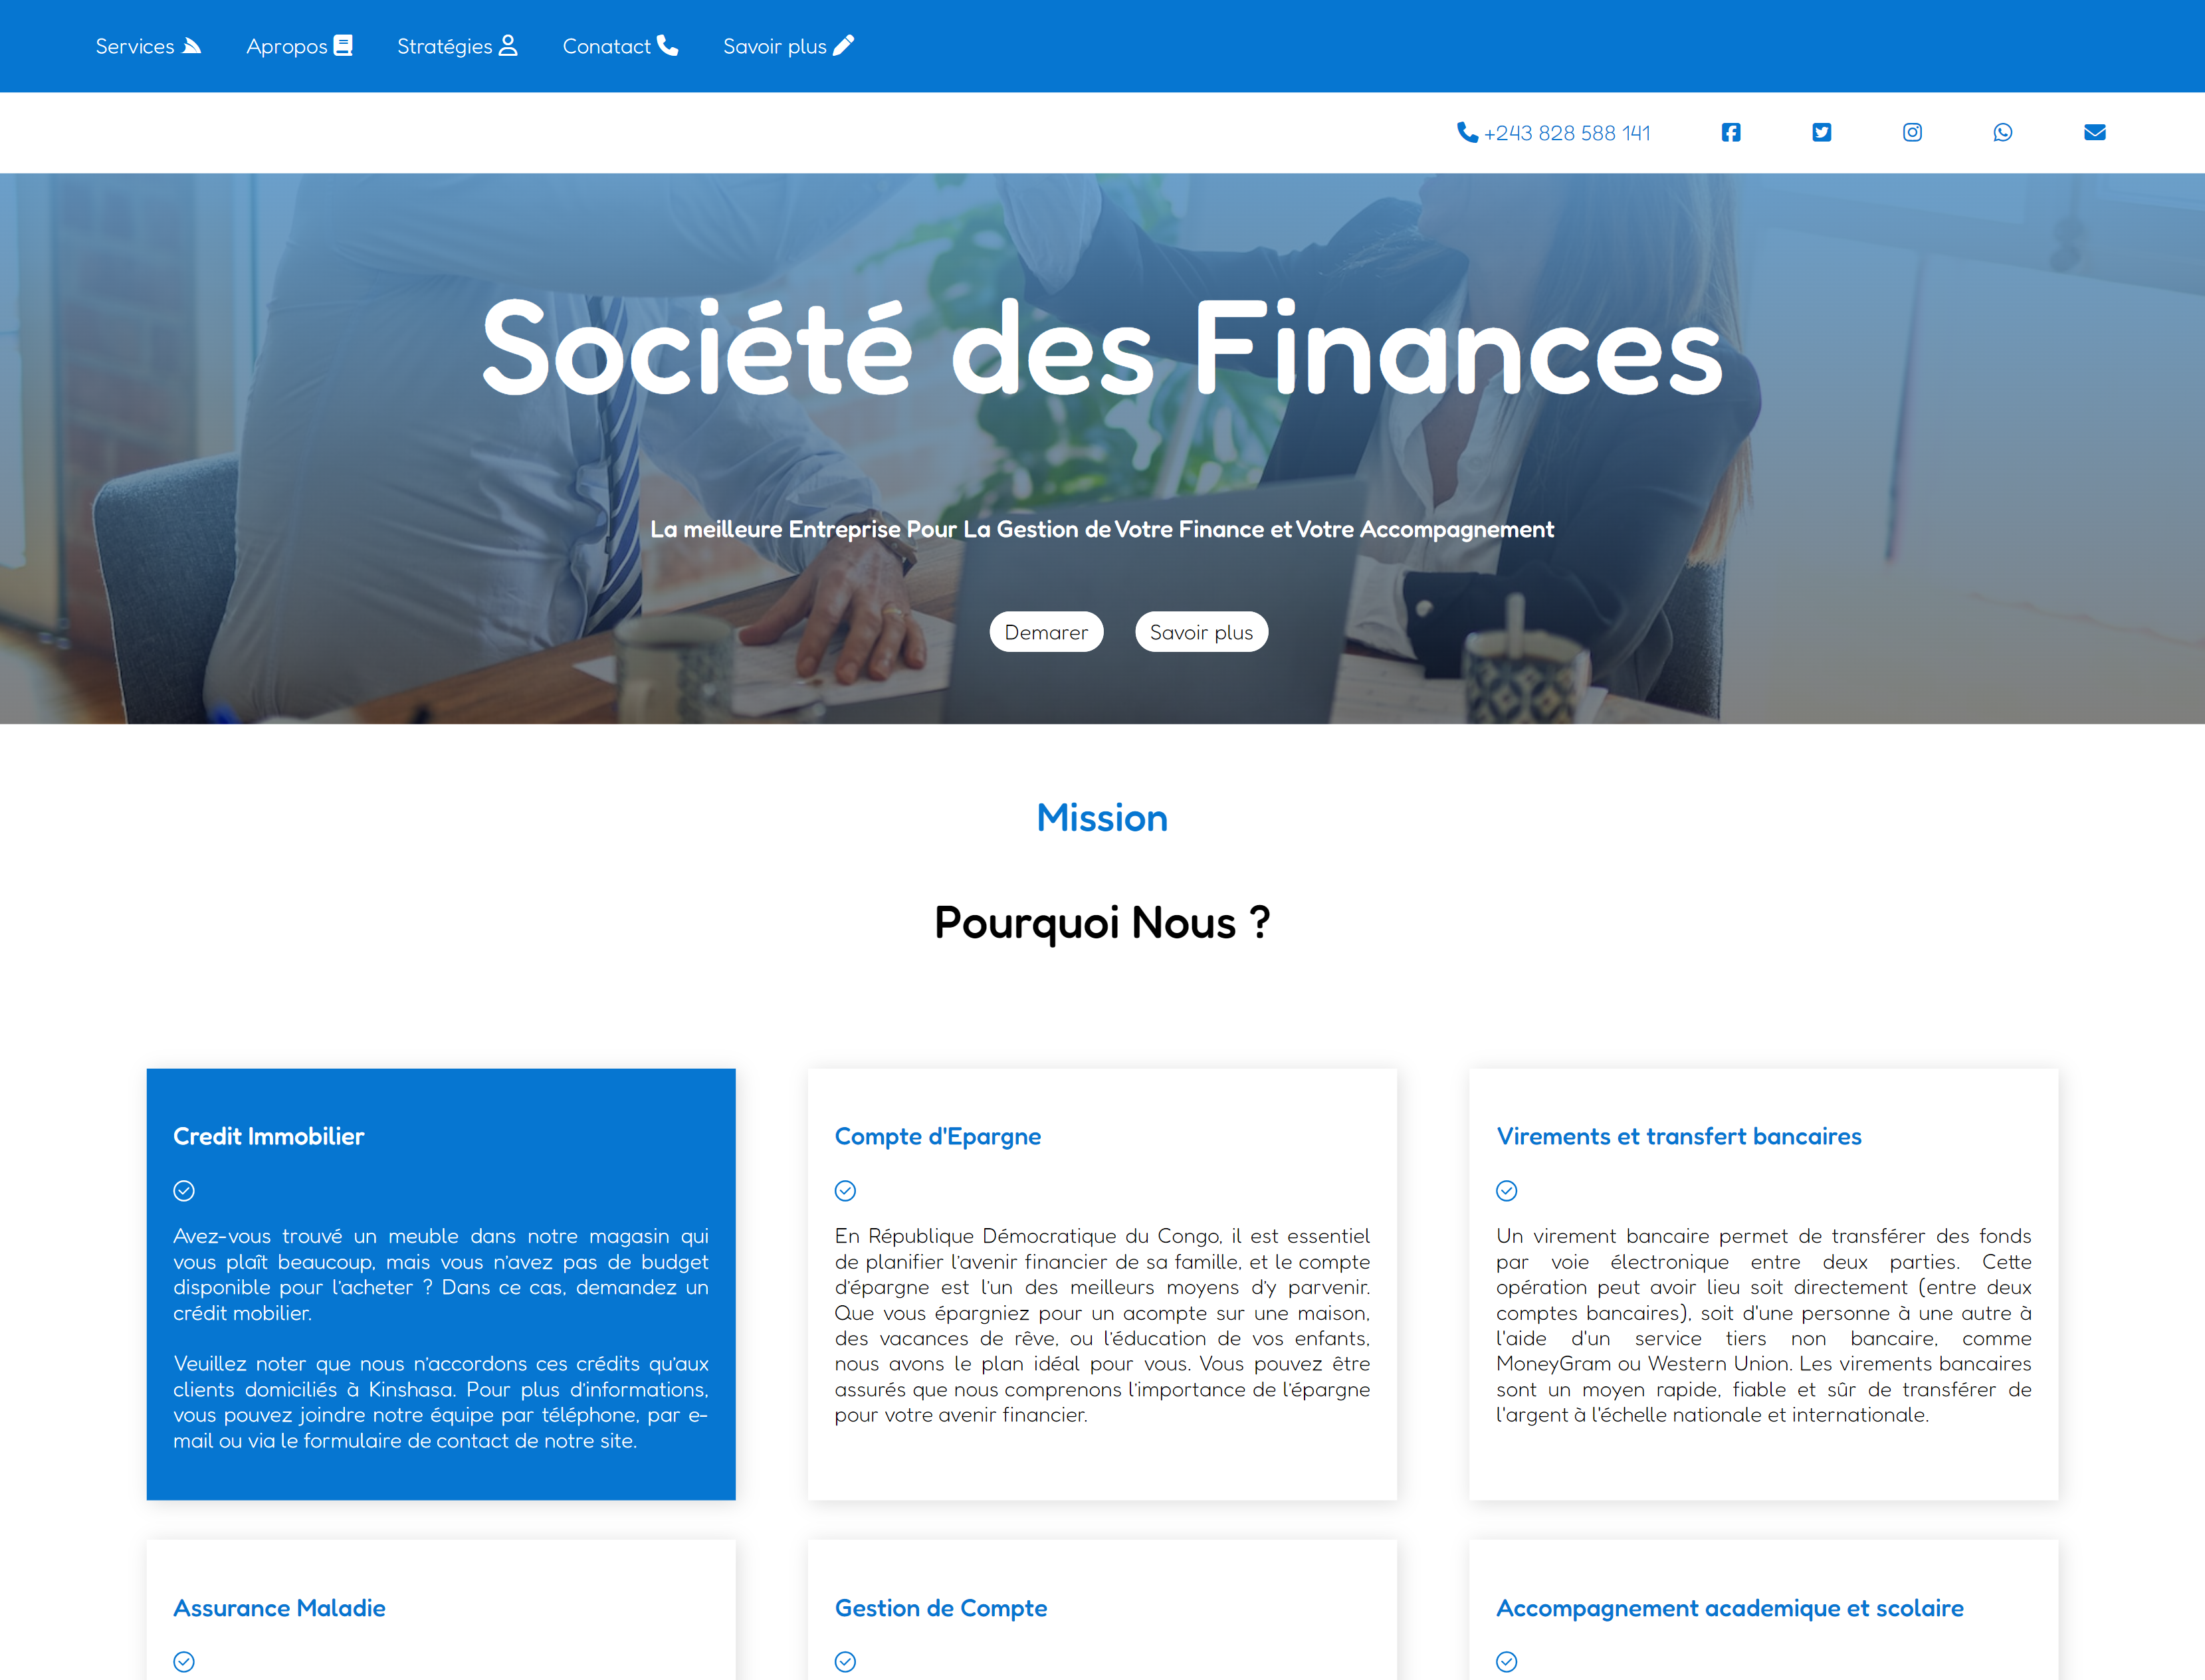 Services Apropos Stratégies Conatact Savoir plus
+243 828 588 141
Société des Finances
La meilleure Entreprise Pour La Gestion de Votre Finance et Votre Accompagnement
Demarer Savoir plus
Mission
Pourquoi Nous ?
Credit Immobilier
Avez-vous trouvé un meuble dans notre magasin qui
vous plaît beaucoup, mais vous n’avez pas de budget
disponible pour l’acheter ? Dans ce cas, demandez un
crédit mobilier.
Veuillez noter que nous n’accordons ces crédits qu’aux
clients domiciliés à Kinshasa. Pour plus d’informations,
vous pouvez joindre notre équipe par téléphone, par e-
mail ou via le formulaire de contact de notre site.
Compte d'Epargne
En République Démocratique du Congo, il est essentiel
de planifier l’avenir financier de sa famille, et le compte
d’épargne est l’un des meilleurs moyens d’y parvenir.
Que vous épargniez pour un acompte sur une maison,
des vacances de rêve, ou l’éducation de vos enfants,
nous avons le plan idéal pour vous. Vous pouvez être
assurés que nous comprenons l’importance de l’épargne
pour votre avenir financier.
Virements et transfert bancaires
Un virement bancaire permet de transférer des fonds
par voie électronique entre deux parties. Cette
opération peut avoir lieu soit directement (entre deux
comptes bancaires), soit d'une personne à une autre à
l'aide d'un service tiers non bancaire, comme
MoneyGram ou Western Union. Les virements bancaires
sont un moyen rapide, fiable et sûr de transférer de
l'argent à l'échelle nationale et internationale.
Assurance Maladie
Gestion de Compte
Accompagnement academique et scolaire